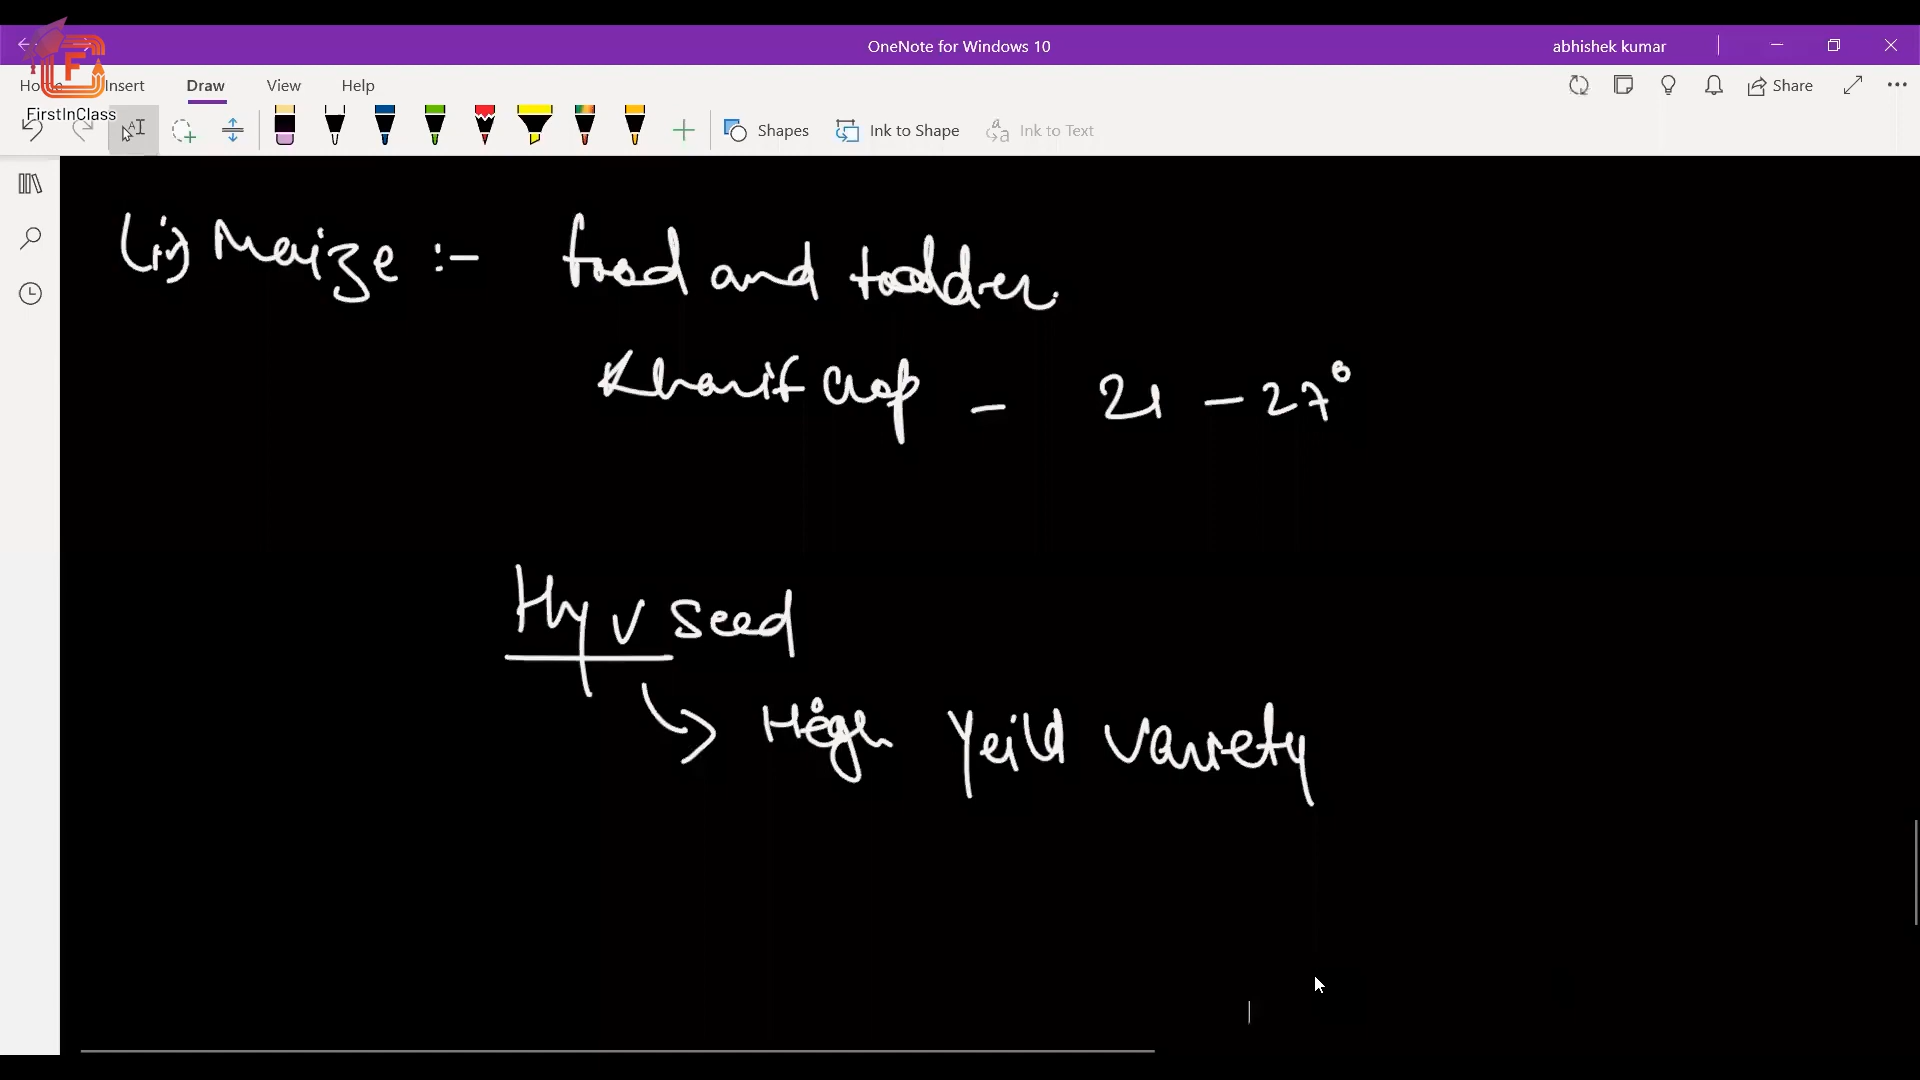 OneNote for Windows 10
abhishek kumar
Home Insert Draw View Help
Share
FirstInClass
Shapes
Ink to Shape
Ink to Text
(iv) Maize :- food and fodder.
Kharif crop - 21 - 27°
Hyv seed
High Yeild variety